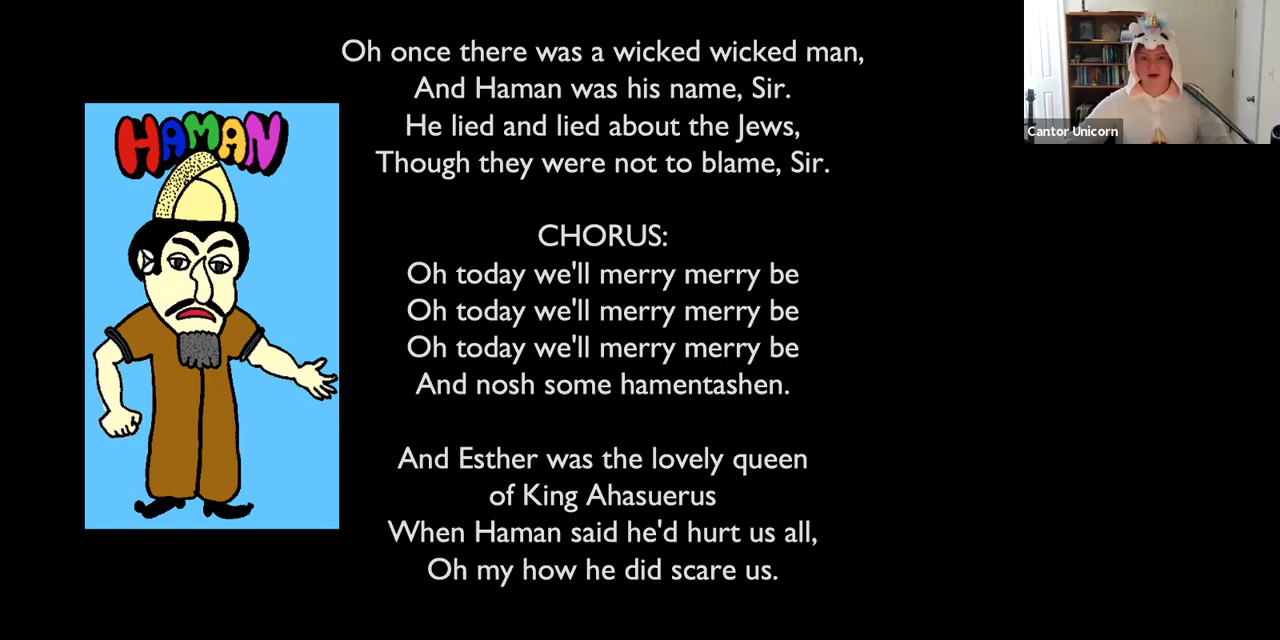 Oh once there was a wicked wicked man,
And Haman was his name, Sir.
He lied and lied about the Jews,
Though they were not to blame, Sir.
CHORUS:
Oh today we'll merry merry be
Oh today we'll merry merry be
Oh today we'll merry merry be
And nosh some hamentashen.
And Esther was the lovely queen
of King Ahasuerus
When Haman said he'd hurt us all,
Oh my how he did scare us.
HAMAN
Cantor Unicorn